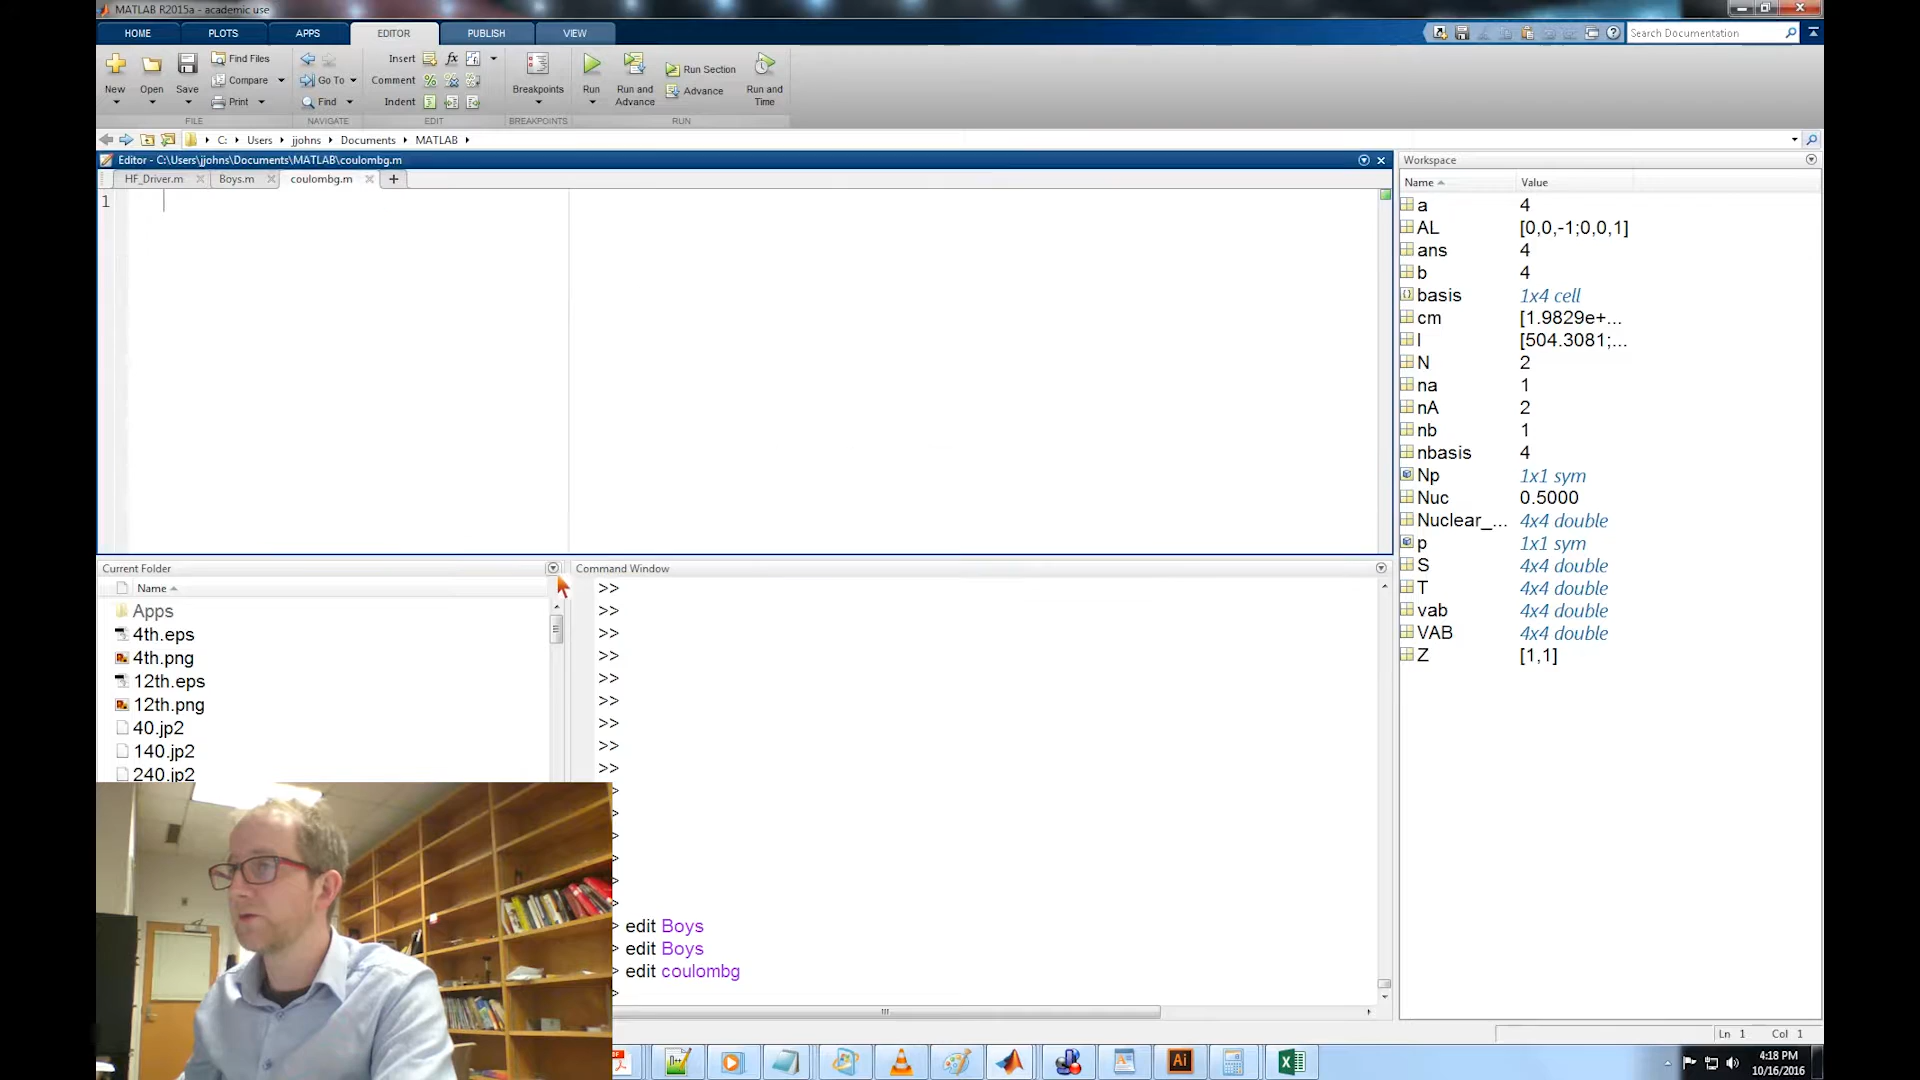 MATLAB R2015a - academic use
HOME PLOTS APPS EDITOR PUBLISH VIEW
Search Documentation
New Open Save
Find Files
Compare
Print
FILE
Go To
Find
NAVIGATE
Insert fx
Comment
Indent
EDIT
Breakpoints
BREAKPOINTS
Run
Run and Advance
Run Section
Advance
Run and Time
RUN
C: Users jjohns Documents MATLAB
Editor - C:\Users\jjohns\Documents\MATLAB\coulombg.m
HF_Driver.m Boys.m coulombg.m
1
Workspace
Name Value
a 4
AL [0,0,-1;0,0,1]
ans 4
b 4
basis 1x4 cell
cm [1.9829e+...
I [504.3081;...
N 2
na 1
nA 2
nb 1
nbasis 4
Np 1x1 sym
Nuc 0.5000
Nuclear_... 4x4 double
p 1x1 sym
S 4x4 double
T 4x4 double
vab 4x4 double
VAB 4x4 double
Z [1,1]
Current Folder
Name
Apps
4th.eps
4th.png
12th.eps
12th.png
40.jp2
140.jp2
240.jp2
Command Window
>>
>>
>>
>>
>>
>>
>>
>>
>>
>
>
>
>
>
>
> edit Boys
> edit Boys
> edit coulombg
>
Ln 1 Col 1
Ai
4:18 PM
10/16/2016